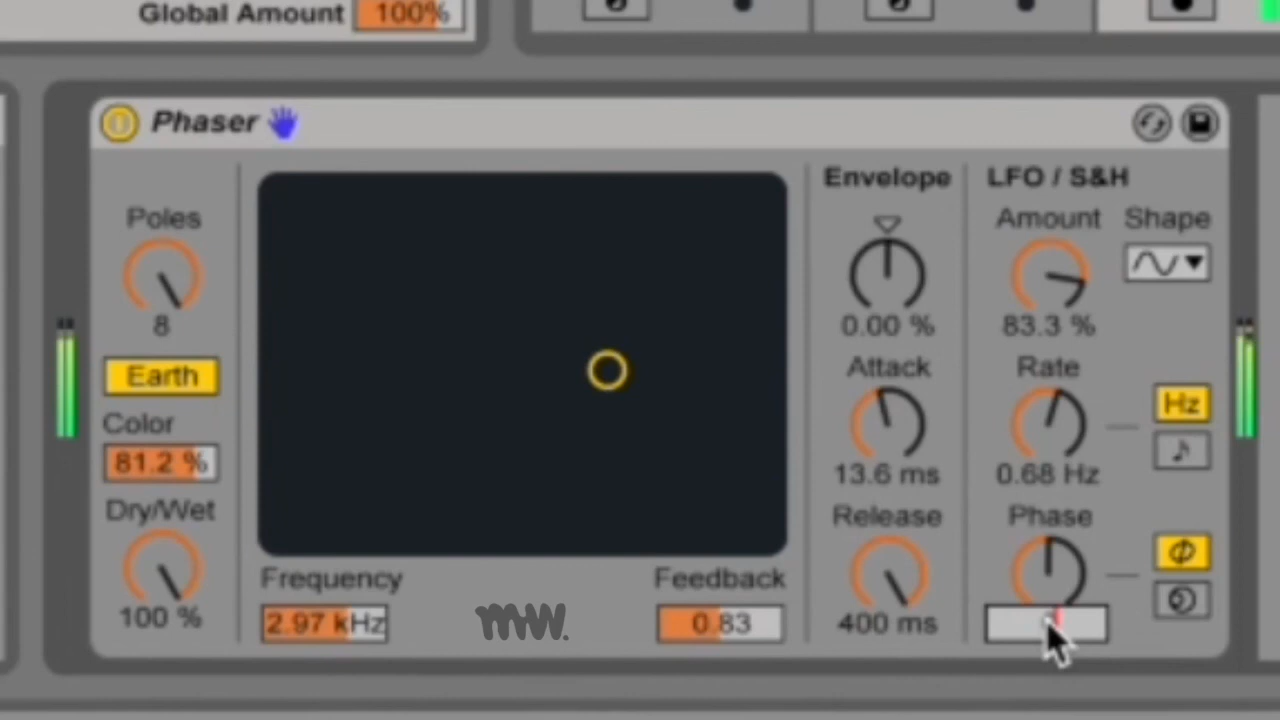 Global Amount 100%
Phaser
Poles
8
Earth
Color
81.2 %
Dry/Wet
100 %
Frequency
2.97 kHz
mw.
Feedback
0.83
Envelope
0.00 %
Attack
13.6 ms
Release
400 ms
LFO / S&H
Amount
83.3 %
Shape
Rate
0.68 Hz
Hz
Phase